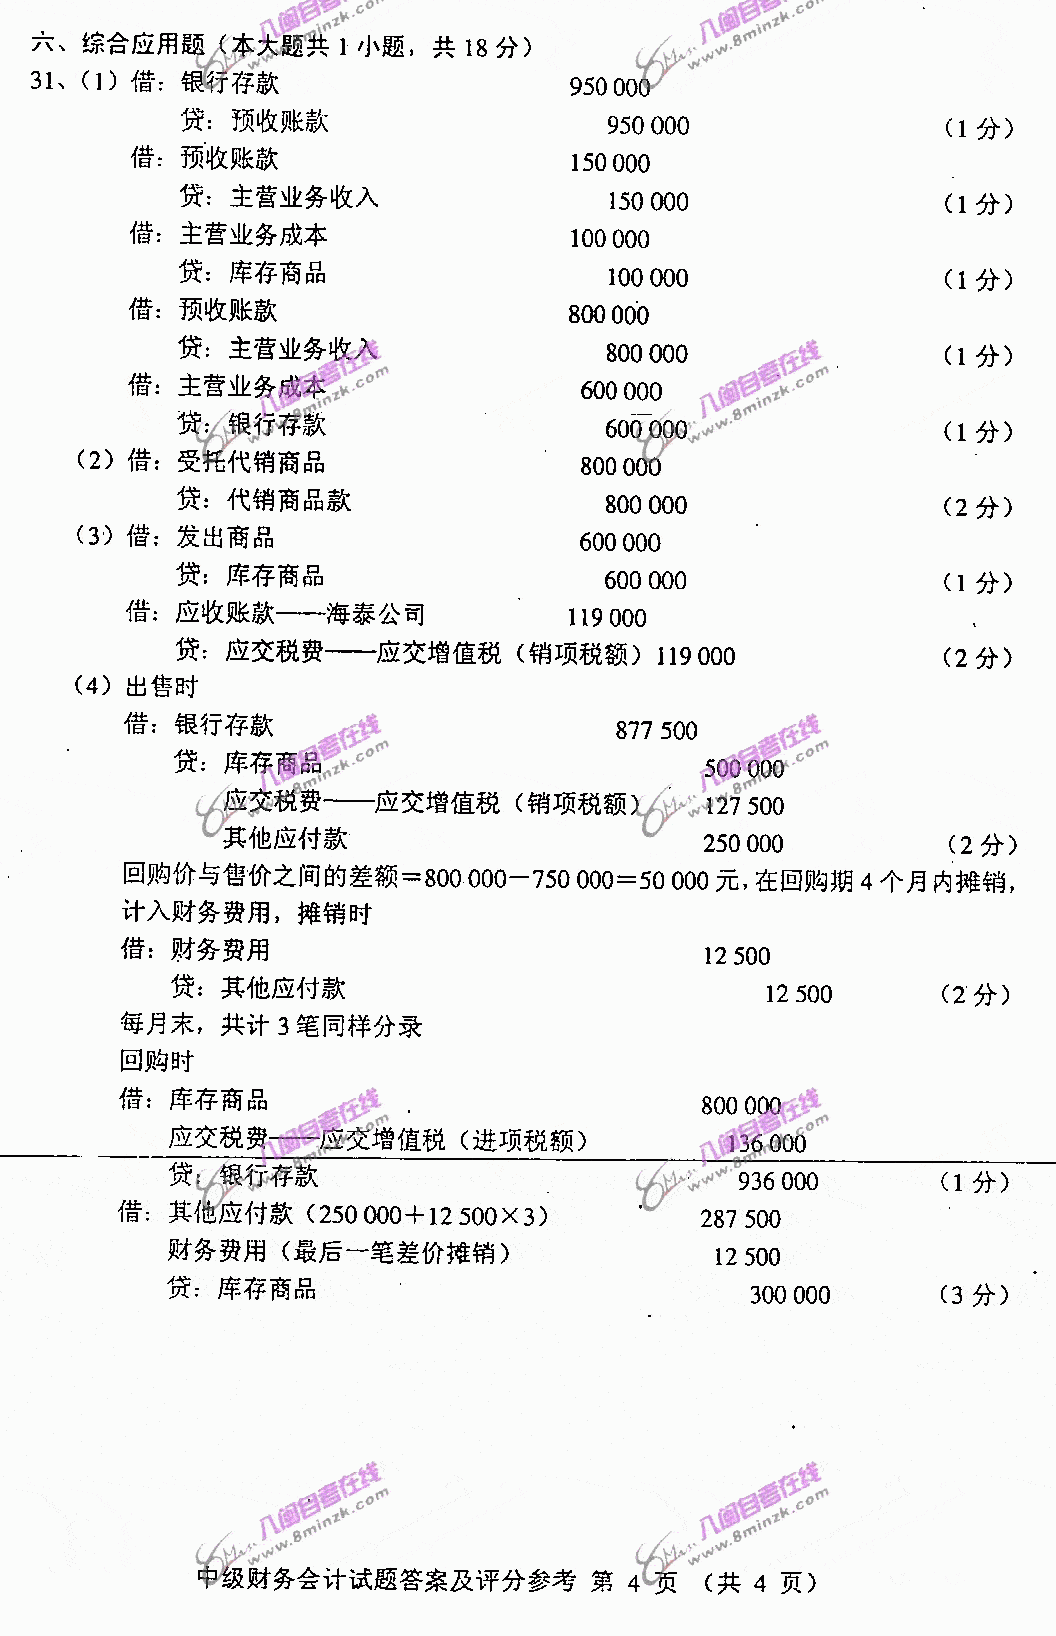 六、综合应用题（本大题共1小题，共18分）
31、（1）借：银行存款 950 000
贷：预收账款 950 000 （1分）
借：预收账款 150 000
贷：主营业务收入 150 000 （1分）
借：主营业务成本 100 000
贷：库存商品 100 000 （1分）
借：预收账款 800 000
贷：主营业务收入 800 000 （1分）
借：主营业务成本 600 000
贷：银行存款 600 000 （1分）
（2）借：受托代销商品 800 000
贷：代销商品款 800 000 （2分）
（3）借：发出商品 600 000
贷：库存商品 600 000 （1分）
借：应收账款——海泰公司 119 000
贷：应交税费——应交增值税（销项税额）119 000 （2分）
（4）出售时
借：银行存款 877 500
贷：库存商品 500 000
应交税费——应交增值税（销项税额） 127 500
其他应付款 250 000 （2分）
回购价与售价之间的差额＝800 000－750 000＝50 000元，在回购期4个月内摊销，
计入财务费用，摊销时
借：财务费用 12 500
贷：其他应付款 12 500 （2分）
每月末，共计3笔同样分录
回购时
借：库存商品 800 000
应交税费——应交增值税（进项税额） 136 000
贷：银行存款 936 000 （1分）
借：其他应付款（250 000＋12 500×3） 287 500
财务费用（最后一笔差价摊销） 12 500
贷：库存商品 300 000 （3分）
中级财务会计试题答案及评分参考 第 4 页 （共 4 页）
八闽自考在线
www.8minzk.com